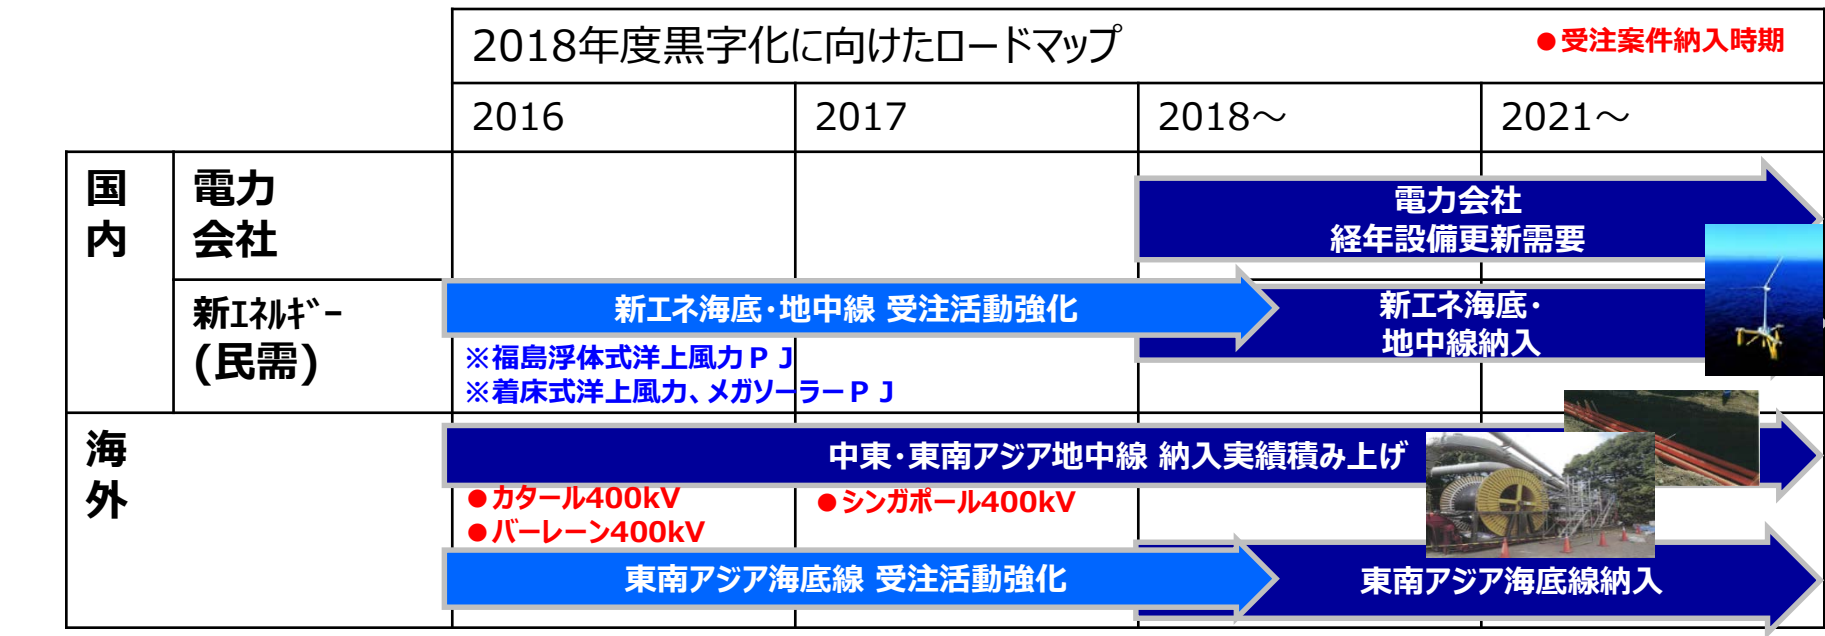 2018年度黒字化に向けたロードマップ
●受注案件納入時期
2016
2017
2018～
2021～
国内
電力
会社
電力会社
経年設備更新需要
新ｴﾈﾙｷﾞｰ
(民需)
新エネ海底・地中線 受注活動強化
新エネ海底・
地中線納入
※福島浮体式洋上風力ＰＪ
※着床式洋上風力、メガソーラーＰＪ
海外
中東・東南アジア地中線 納入実績積み上げ
●カタール400kV
●バーレーン400kV
●シンガポール400kV
東南アジア海底線 受注活動強化
東南アジア海底線納入